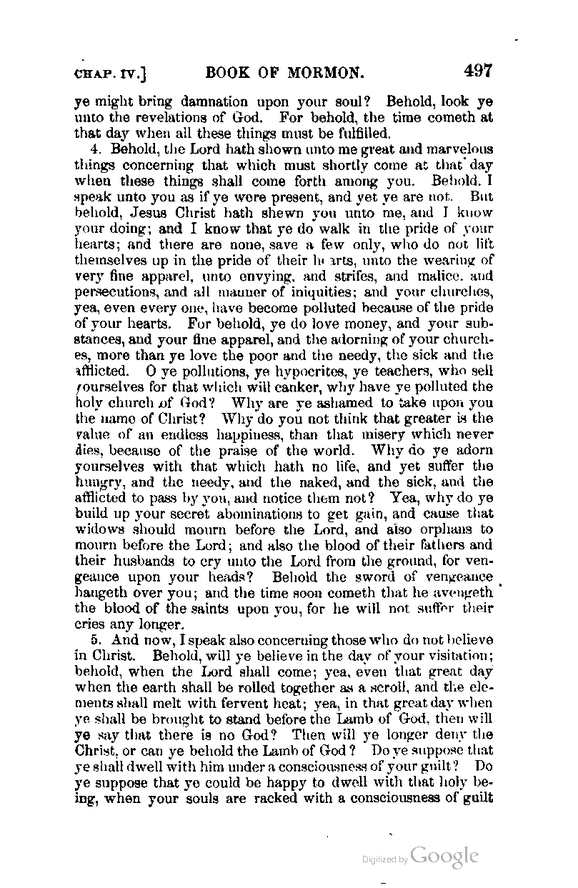 CHAP. IV.] BOOK OF MORMON. 497
ye might bring damnation upon your soul? Behold, look ye
unto the revelations of God. For behold, the time cometh at
that day when all these things must be fulfilled.
4. Behold, the Lord hath shown unto me great and marvelous
things concerning that which must shortly come at that day
when these things shall come forth among you. Behold. I
speak unto you as if ye were present, and yet ye are not. But
behold, Jesus Christ hath shewn you unto me, and I know
your doing; and I know that ye do walk in the pride of your
hearts; and there are none, save a few only, who do not lift
themselves up in the pride of their hearts, unto the wearing of
very fine apparel, unto envying, and strifes, and malice, and
persecutions, and all manner of iniquities; and your churches,
yea, even every one, have become polluted because of the pride
of your hearts. For behold, ye do love money, and your sub-
stances, and your fine apparel, and the adorning of your church-
es, more than ye love the poor and the needy, the sick and the
afflicted. O ye pollutions, ye hypocrites, ye teachers, who sell
yourselves for that which will canker, why have ye polluted the
holy church of God? Why are ye ashamed to take upon you
the name of Christ? Why do you not think that greater is the
value of an endless happiness, than that misery which never
dies, because of the praise of the world. Why do ye adorn
yourselves with that which hath no life, and yet suffer the
hungry, and the needy, and the naked, and the sick, and the
afflicted to pass by you, and notice them not? Yea, why do ye
build up your secret abominations to get gain, and cause that
widows should mourn before the Lord, and also orphans to
mourn before the Lord; and also the blood of their fathers and
their husbands to cry unto the Lord from the ground, for ven-
geance upon your heads? Behold the sword of vengeance
hangeth over you; and the time soon cometh that he avengeth
the blood of the saints upon you, for he will not suffer their
cries any longer.
5. And now, I speak also concerning those who do not believe
in Christ. Behold, will ye believe in the day of your visitation;
behold, when the Lord shall come; yea, even that great day
when the earth shall be rolled together as a scroll, and the ele-
ments shall melt with fervent heat; yea, in that great day when
ye shall be brought to stand before the Lamb of God, then will
ye say that there is no God? Then will ye longer deny the
Christ, or can ye behold the Lamb of God? Do ye suppose that
ye shall dwell with him under a consciousness of your guilt? Do
ye suppose that ye could be happy to dwell with that holy be-
ing, when your souls are racked with a consciousness of guilt
Digitized by Google